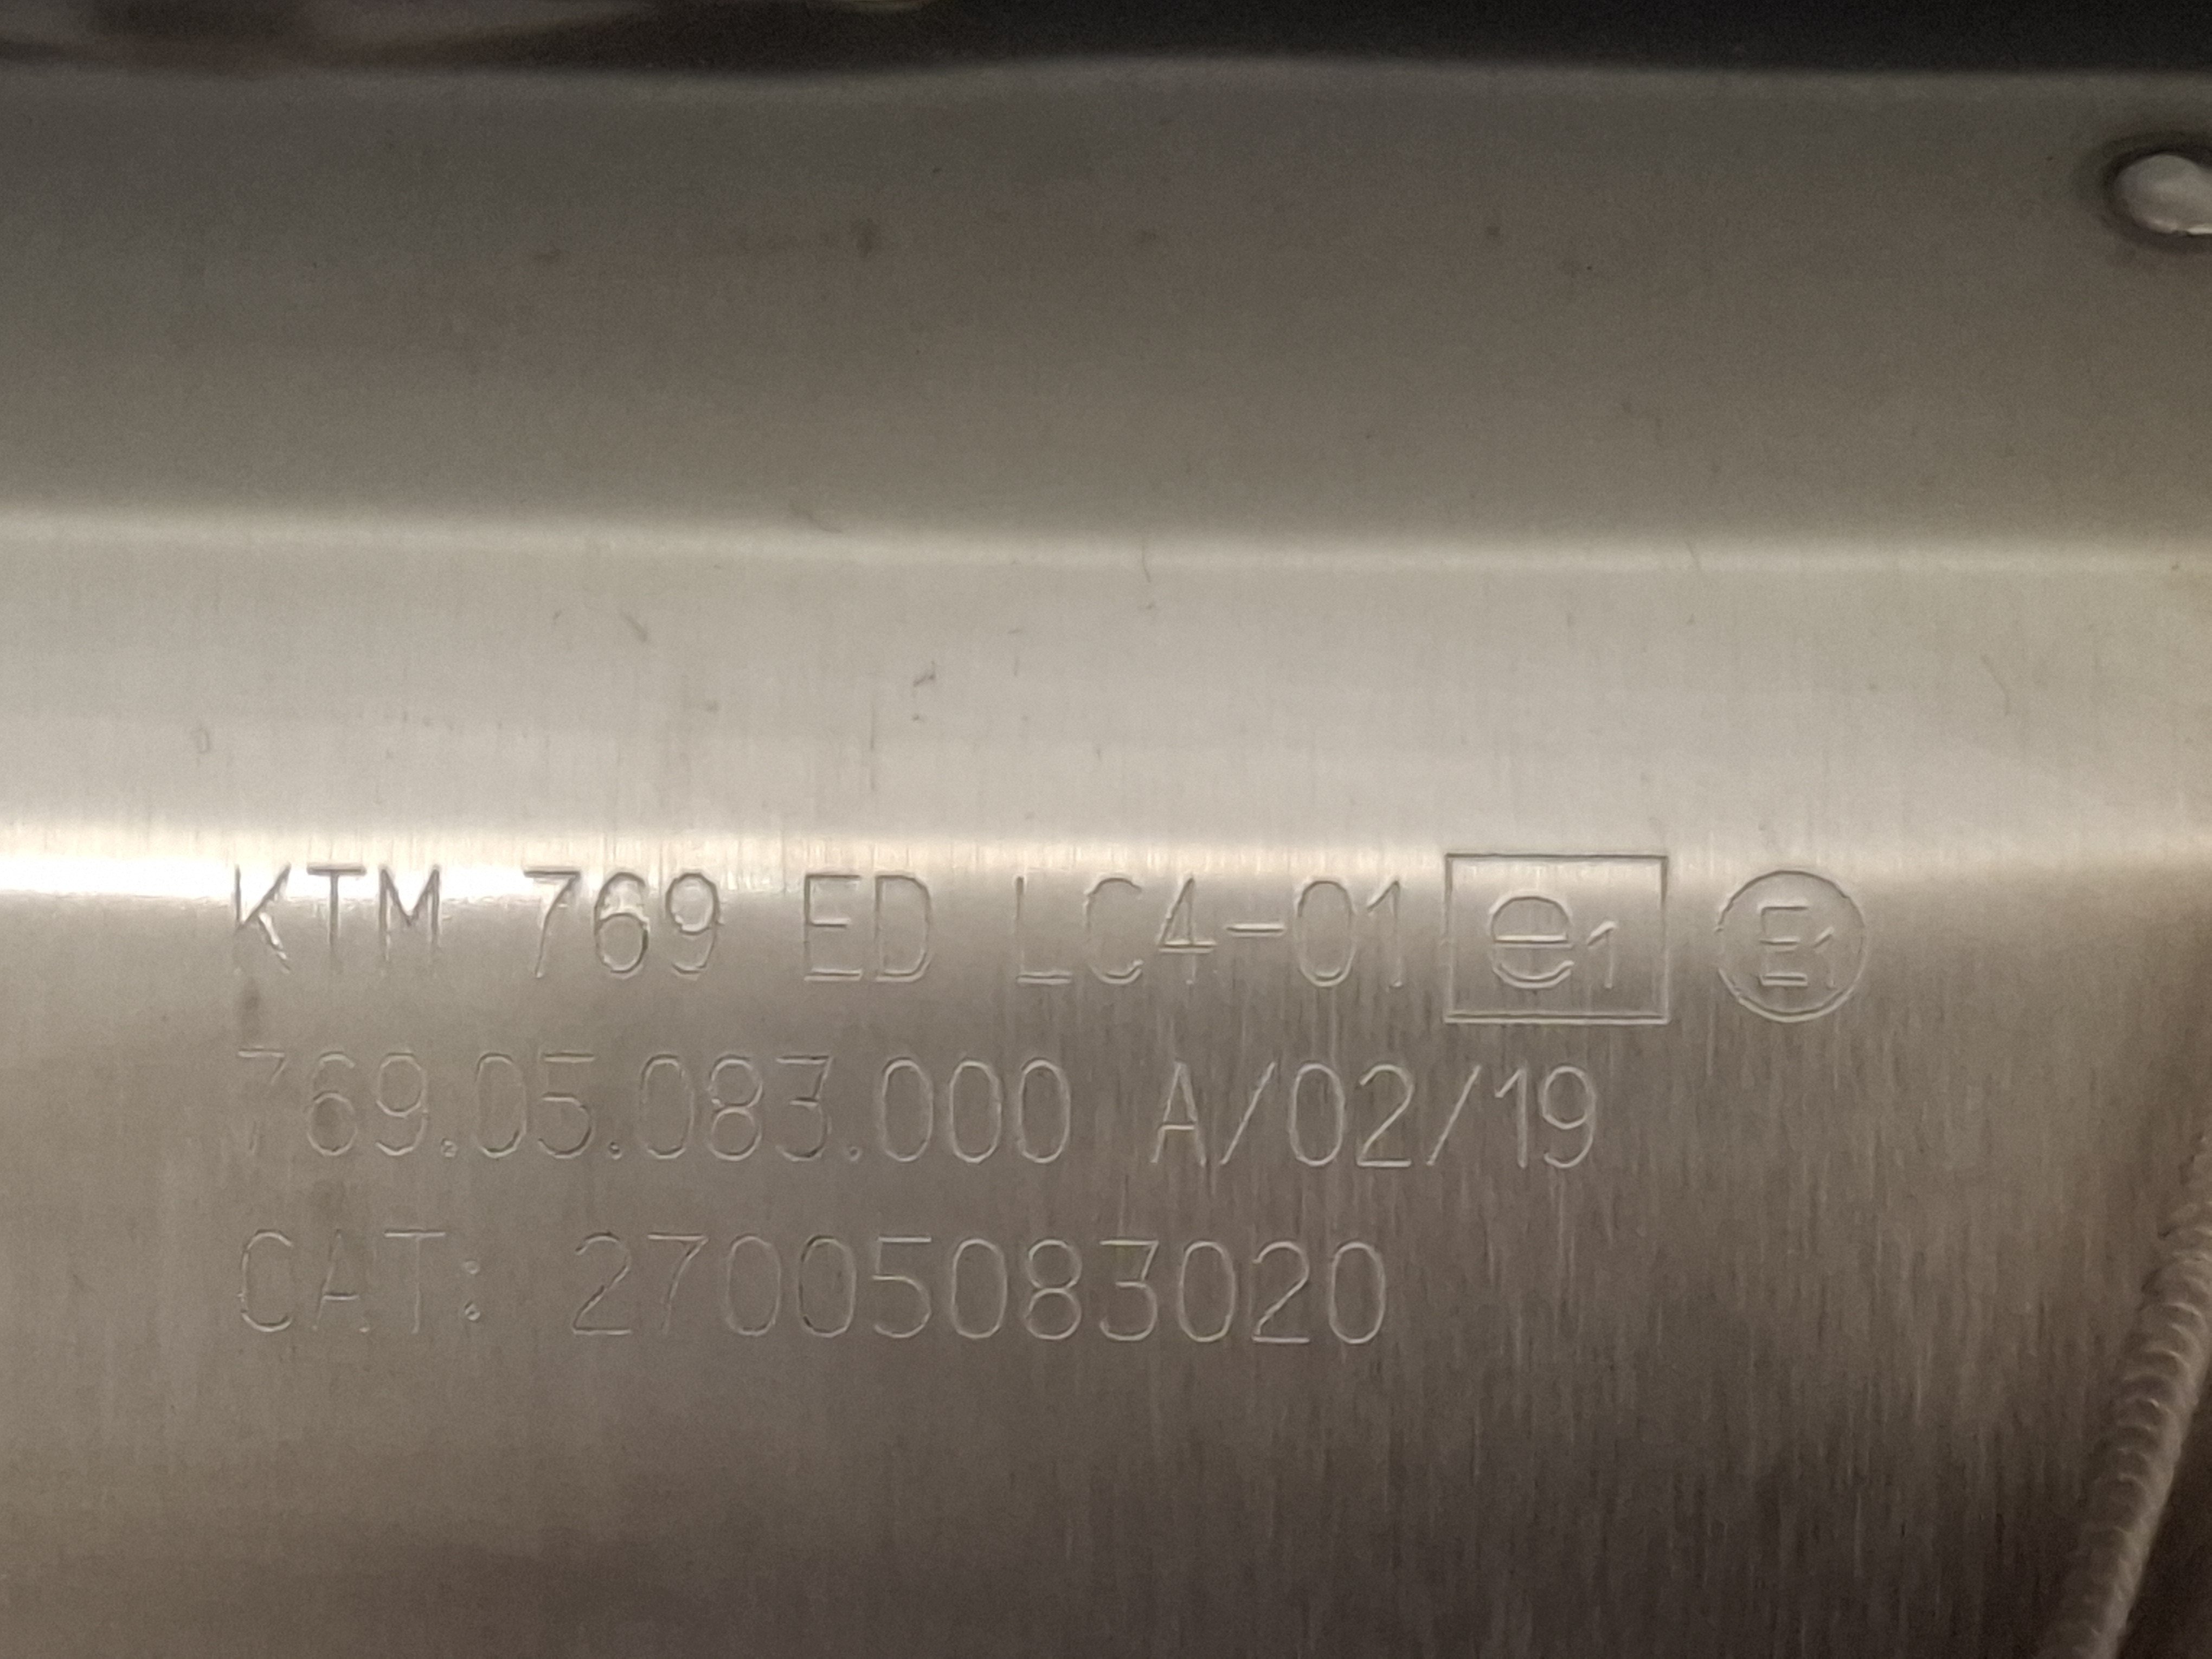 KTM 769 ED LC4-01 e1 E1
769.05.083.000 A/02/19
CAT: 27005083020